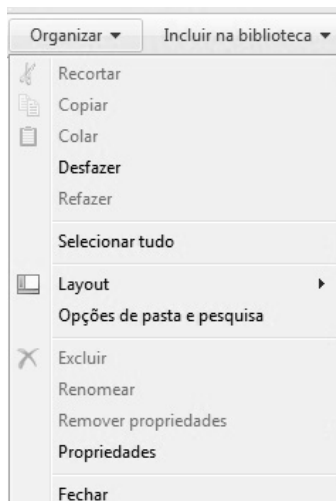 Organizar Incluir na biblioteca
Recortar
Copiar
Colar
Desfazer
Refazer
Selecionar tudo
Layout
Opções de pasta e pesquisa
Excluir
Renomear
Remover propriedades
Propriedades
Fechar